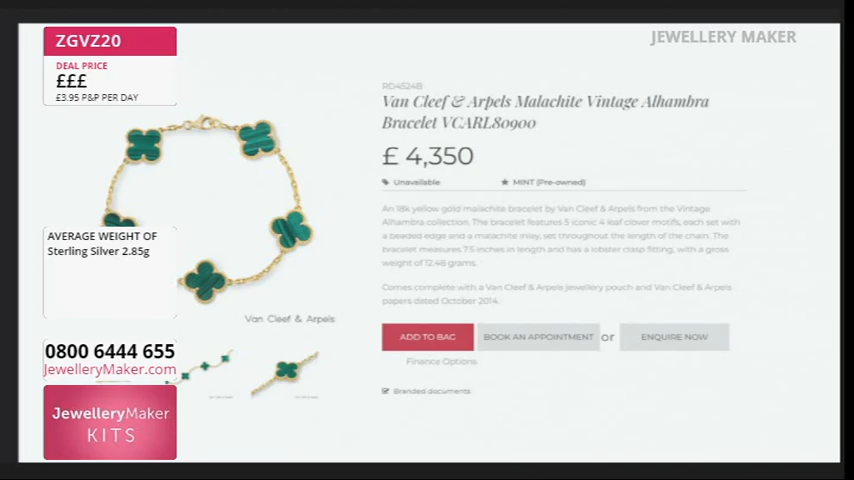 ZGVZ20
DEAL PRICE
£££
£3.95 P&P PER DAY
JEWELLERY MAKER
RD4524B
Van Cleef & Arpels Malachite Vintage Alhambra
Bracelet VCARL80900
£ 4,350
Unavailable
MINT (Pre-owned)
An 18k yellow gold malachite bracelet by Van Cleef & Arpels from the Vintage
Alhambra collection. The bracelet features 5 iconic 4 leaf clover motifs, each set with
a beaded edge and a malachite inlay, set throughout the length of the chain. The
bracelet measures 7.5 inches in length and has a lobster clasp fitting, with a gross
weight of 12.48 grams.
Comes complete with a Van Cleef & Arpels jewellery pouch and Van Cleef & Arpels
papers dated October 2014.
AVERAGE WEIGHT OF
Sterling Silver 2.85g
Van Cleef & Arpels
ADD TO BAG
BOOK AN APPOINTMENT
or
ENQUIRE NOW
Finance Options
Branded documents
0800 6444 655
JewelleryMaker.com
JewelleryMaker
KITS